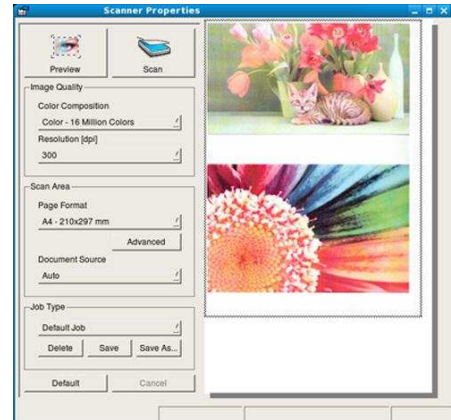 Scanner Properties
Preview
Scan
Image Quality
Color Composition
Color - 16 Million Colors
Resolution [dpi]
300
Scan Area
Page Format
A4 - 210x297 mm
Advanced
Document Source
Auto
Job Type
Default Job
Delete
Save
Save As...
Default
Cancel